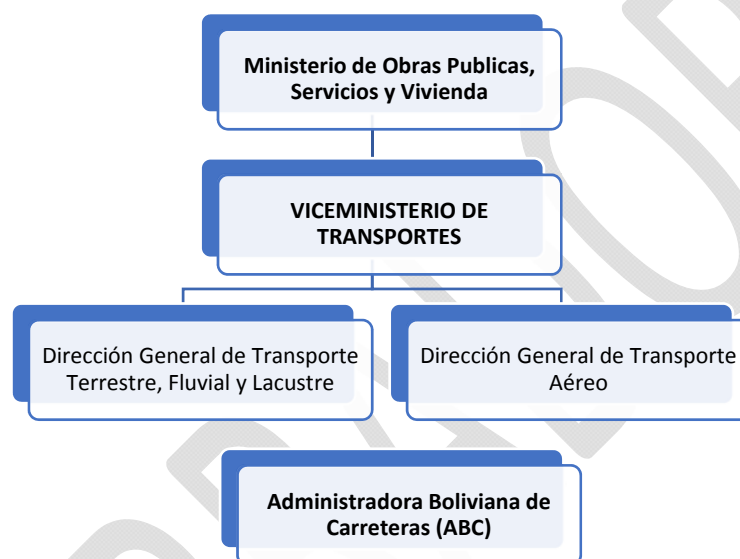 Ministerio de Obras Publicas,
Servicios y Vivienda
VICEMINISTERIO DE
TRANSPORTES
Dirección General de Transporte
Terrestre, Fluvial y Lacustre
Dirección General de Transporte
Aéreo
Administradora Boliviana de
Carreteras (ABC)